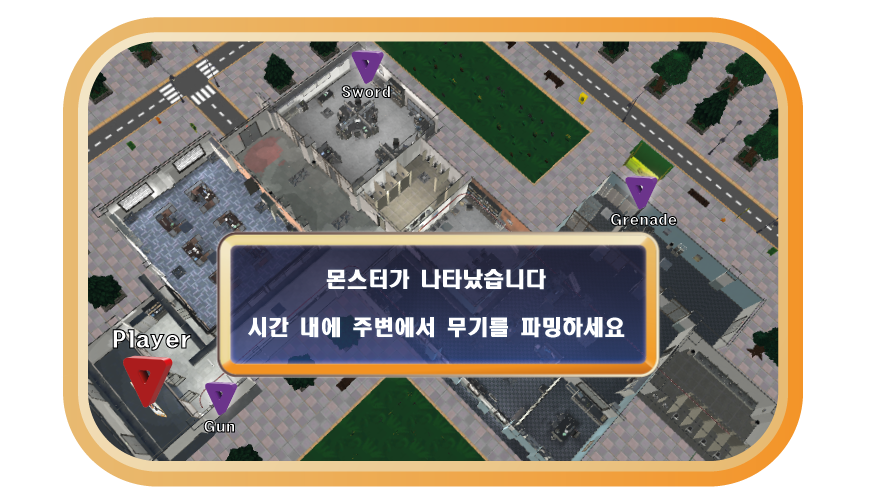 Sword
Grenade
몬스터가 나타났습니다
시간 내에 주변에서 무기를 파밍하세요
Player
Gun